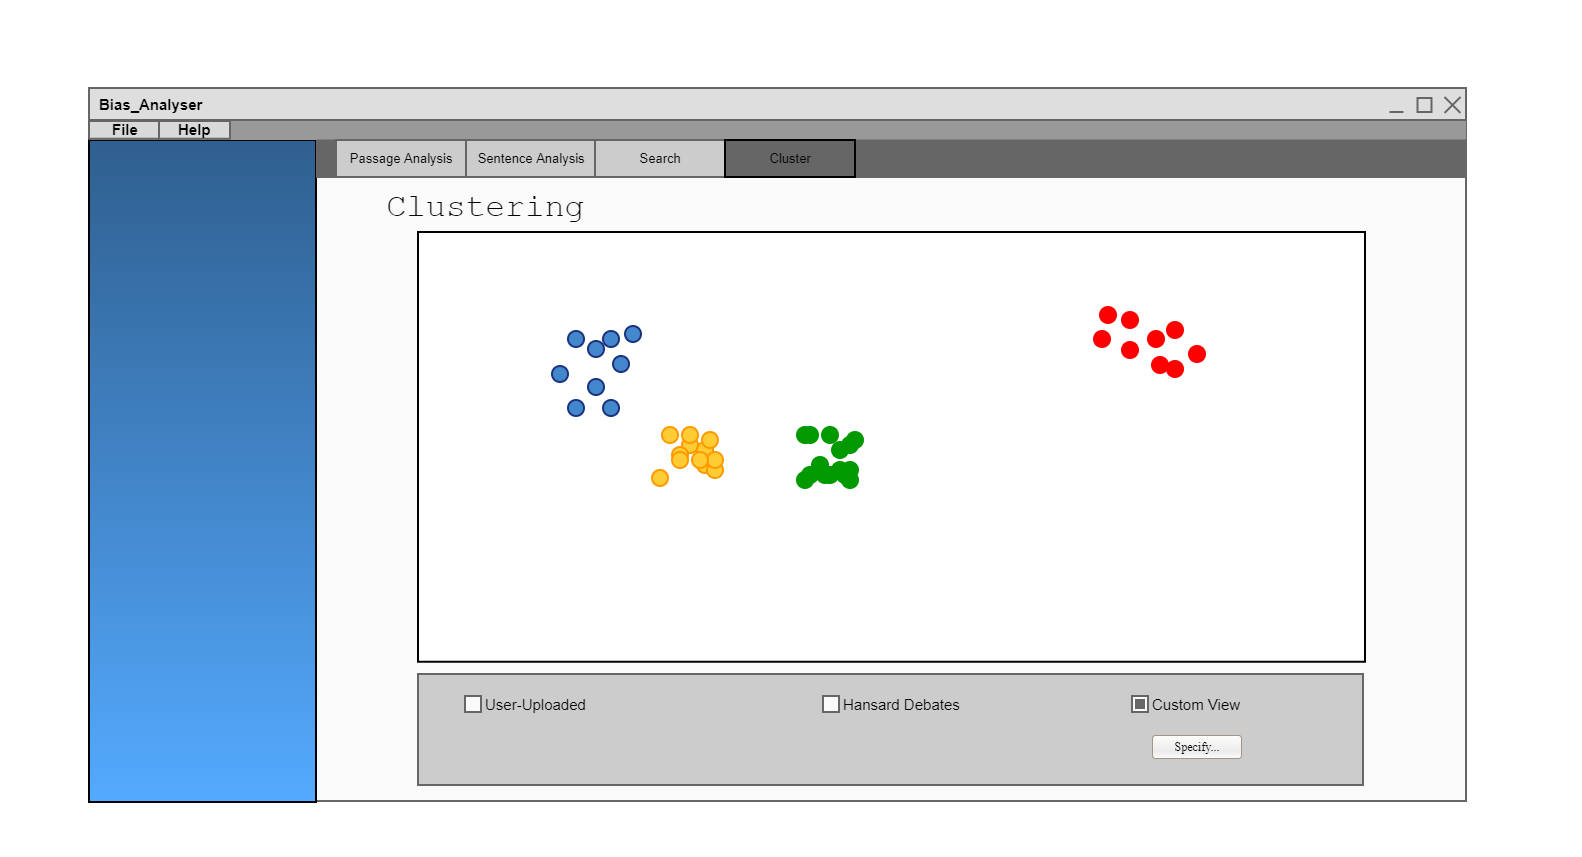 Bias_Analyser
File Help
Passage Analysis Sentence Analysis Search Cluster
Clustering
User-Uploaded Hansard Debates Custom View
Specify...